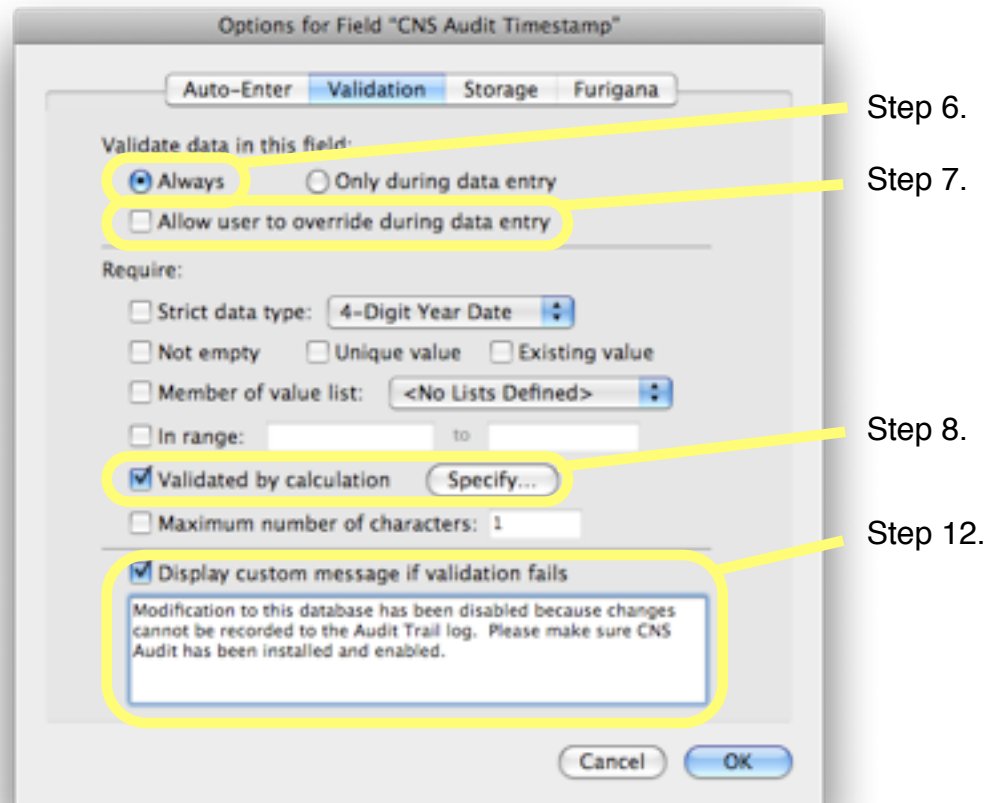 Options for Field "CNS Audit Timestamp"
Auto-Enter Validation Storage Furigana
Step 6.
Validate data in this field:
Always Only during data entry
Step 7.
Allow user to override during data entry
Require:
Strict data type: 4-Digit Year Date
Not empty Unique value Existing value
Member of value list: <No Lists Defined>
In range: to
Step 8.
Validated by calculation Specify...
Maximum number of characters: 1
Step 12.
Display custom message if validation fails
Modification to this database has been disabled because changes
cannot be recorded to the Audit Trail log. Please make sure CNS
Audit has been installed and enabled.
Cancel OK